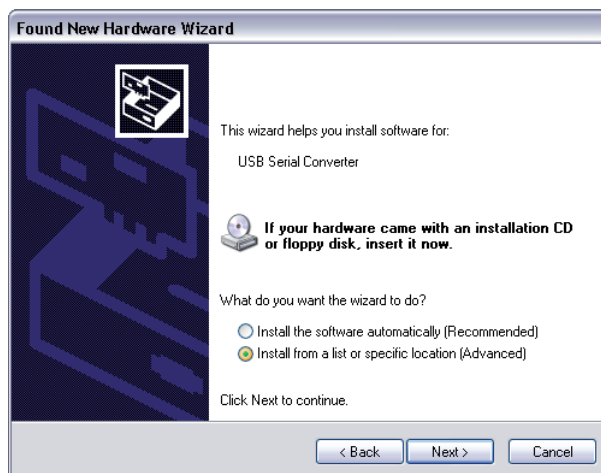 Found New Hardware Wizard
This wizard helps you install software for:
USB Serial Converter
If your hardware came with an installation CD
or floppy disk, insert it now.
What do you want the wizard to do?
Install the software automatically (Recommended)
Install from a list or specific location (Advanced)
Click Next to continue.
< Back Next > Cancel